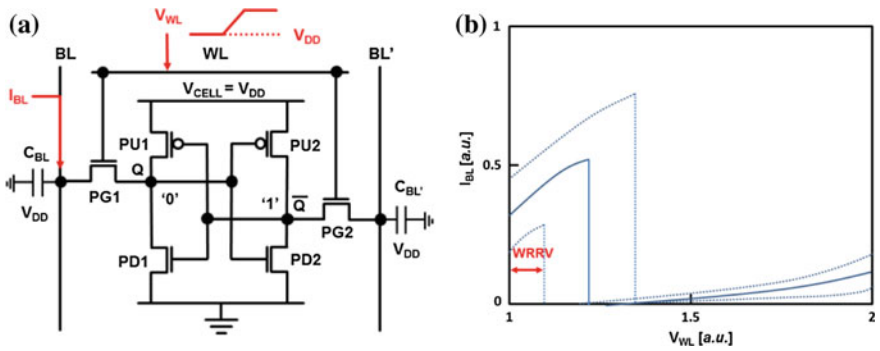 (a)
V_WL
V_DD
BL
WL
BL'
I_BL
V_CELL = V_DD
PU1
PU2
C_BL
Q
Q̅
'0'
'1'
PG1
PG2
C_BL'
V_DD
V_DD
PD1
PD2
(b)
1
0.5
0
I_BL [a.u.]
WRRV
1
1.5
2
V_WL [a.u.]